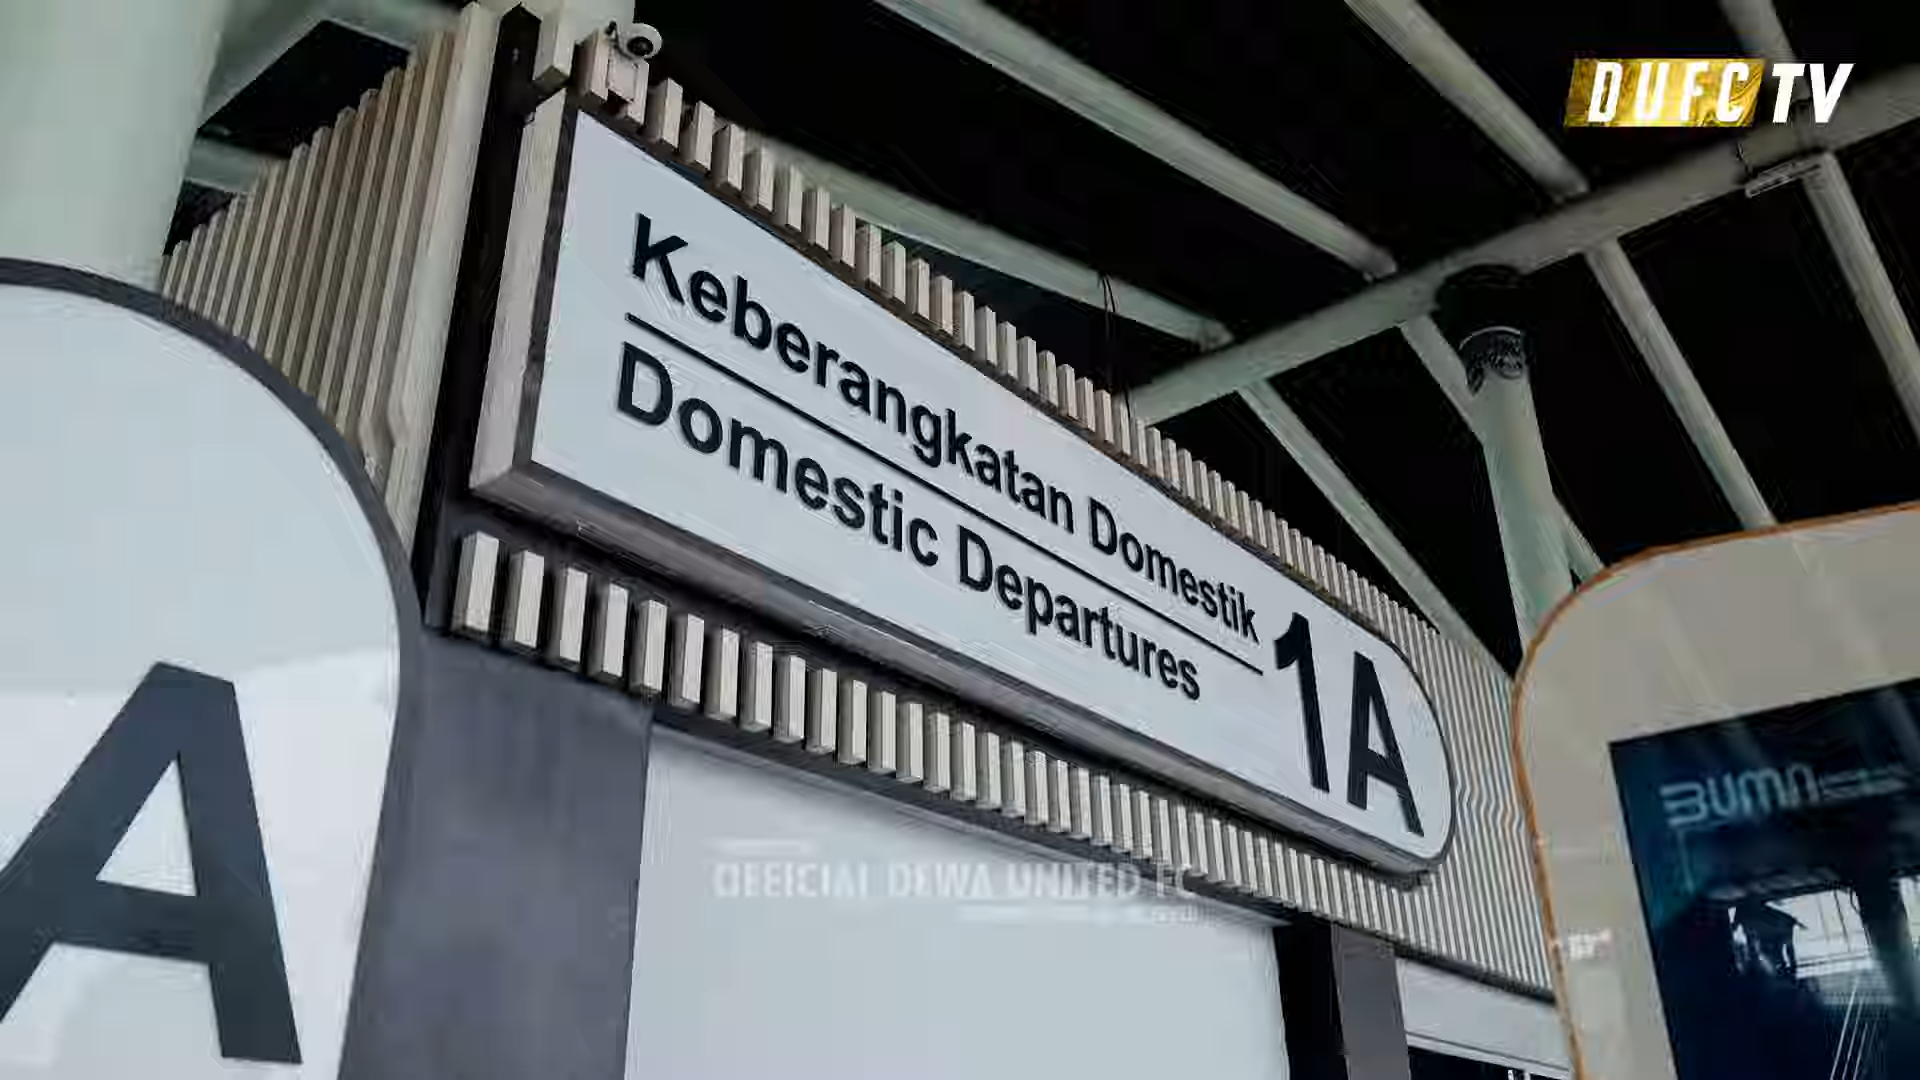 DUFC TV
Keberangkatan Domestik
Domestic Departures
1A
A
BUMN
OFFICIAL DEWA UNITED FC